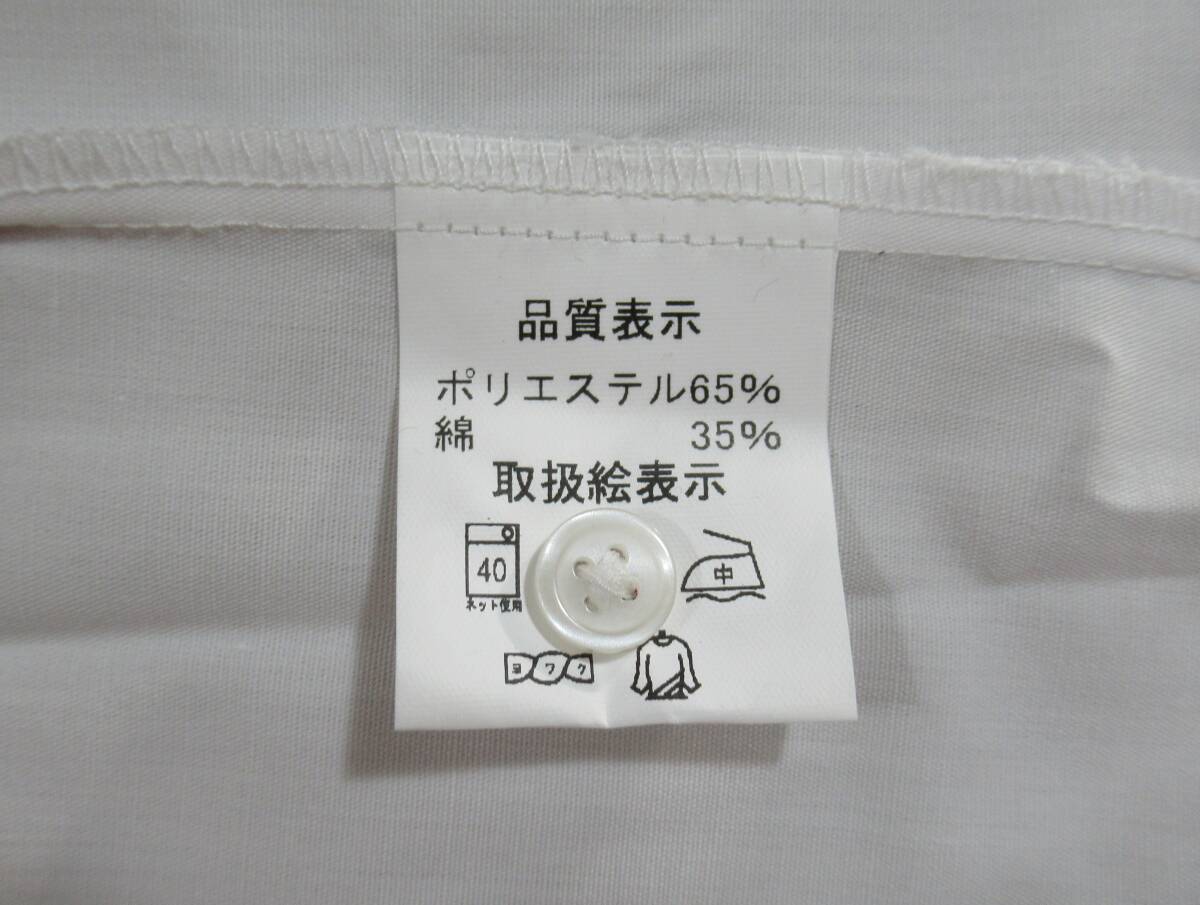 品質表示
ポリエステル65%
綿 35%
取扱絵表示
40
中
ネット使用
ヨワク